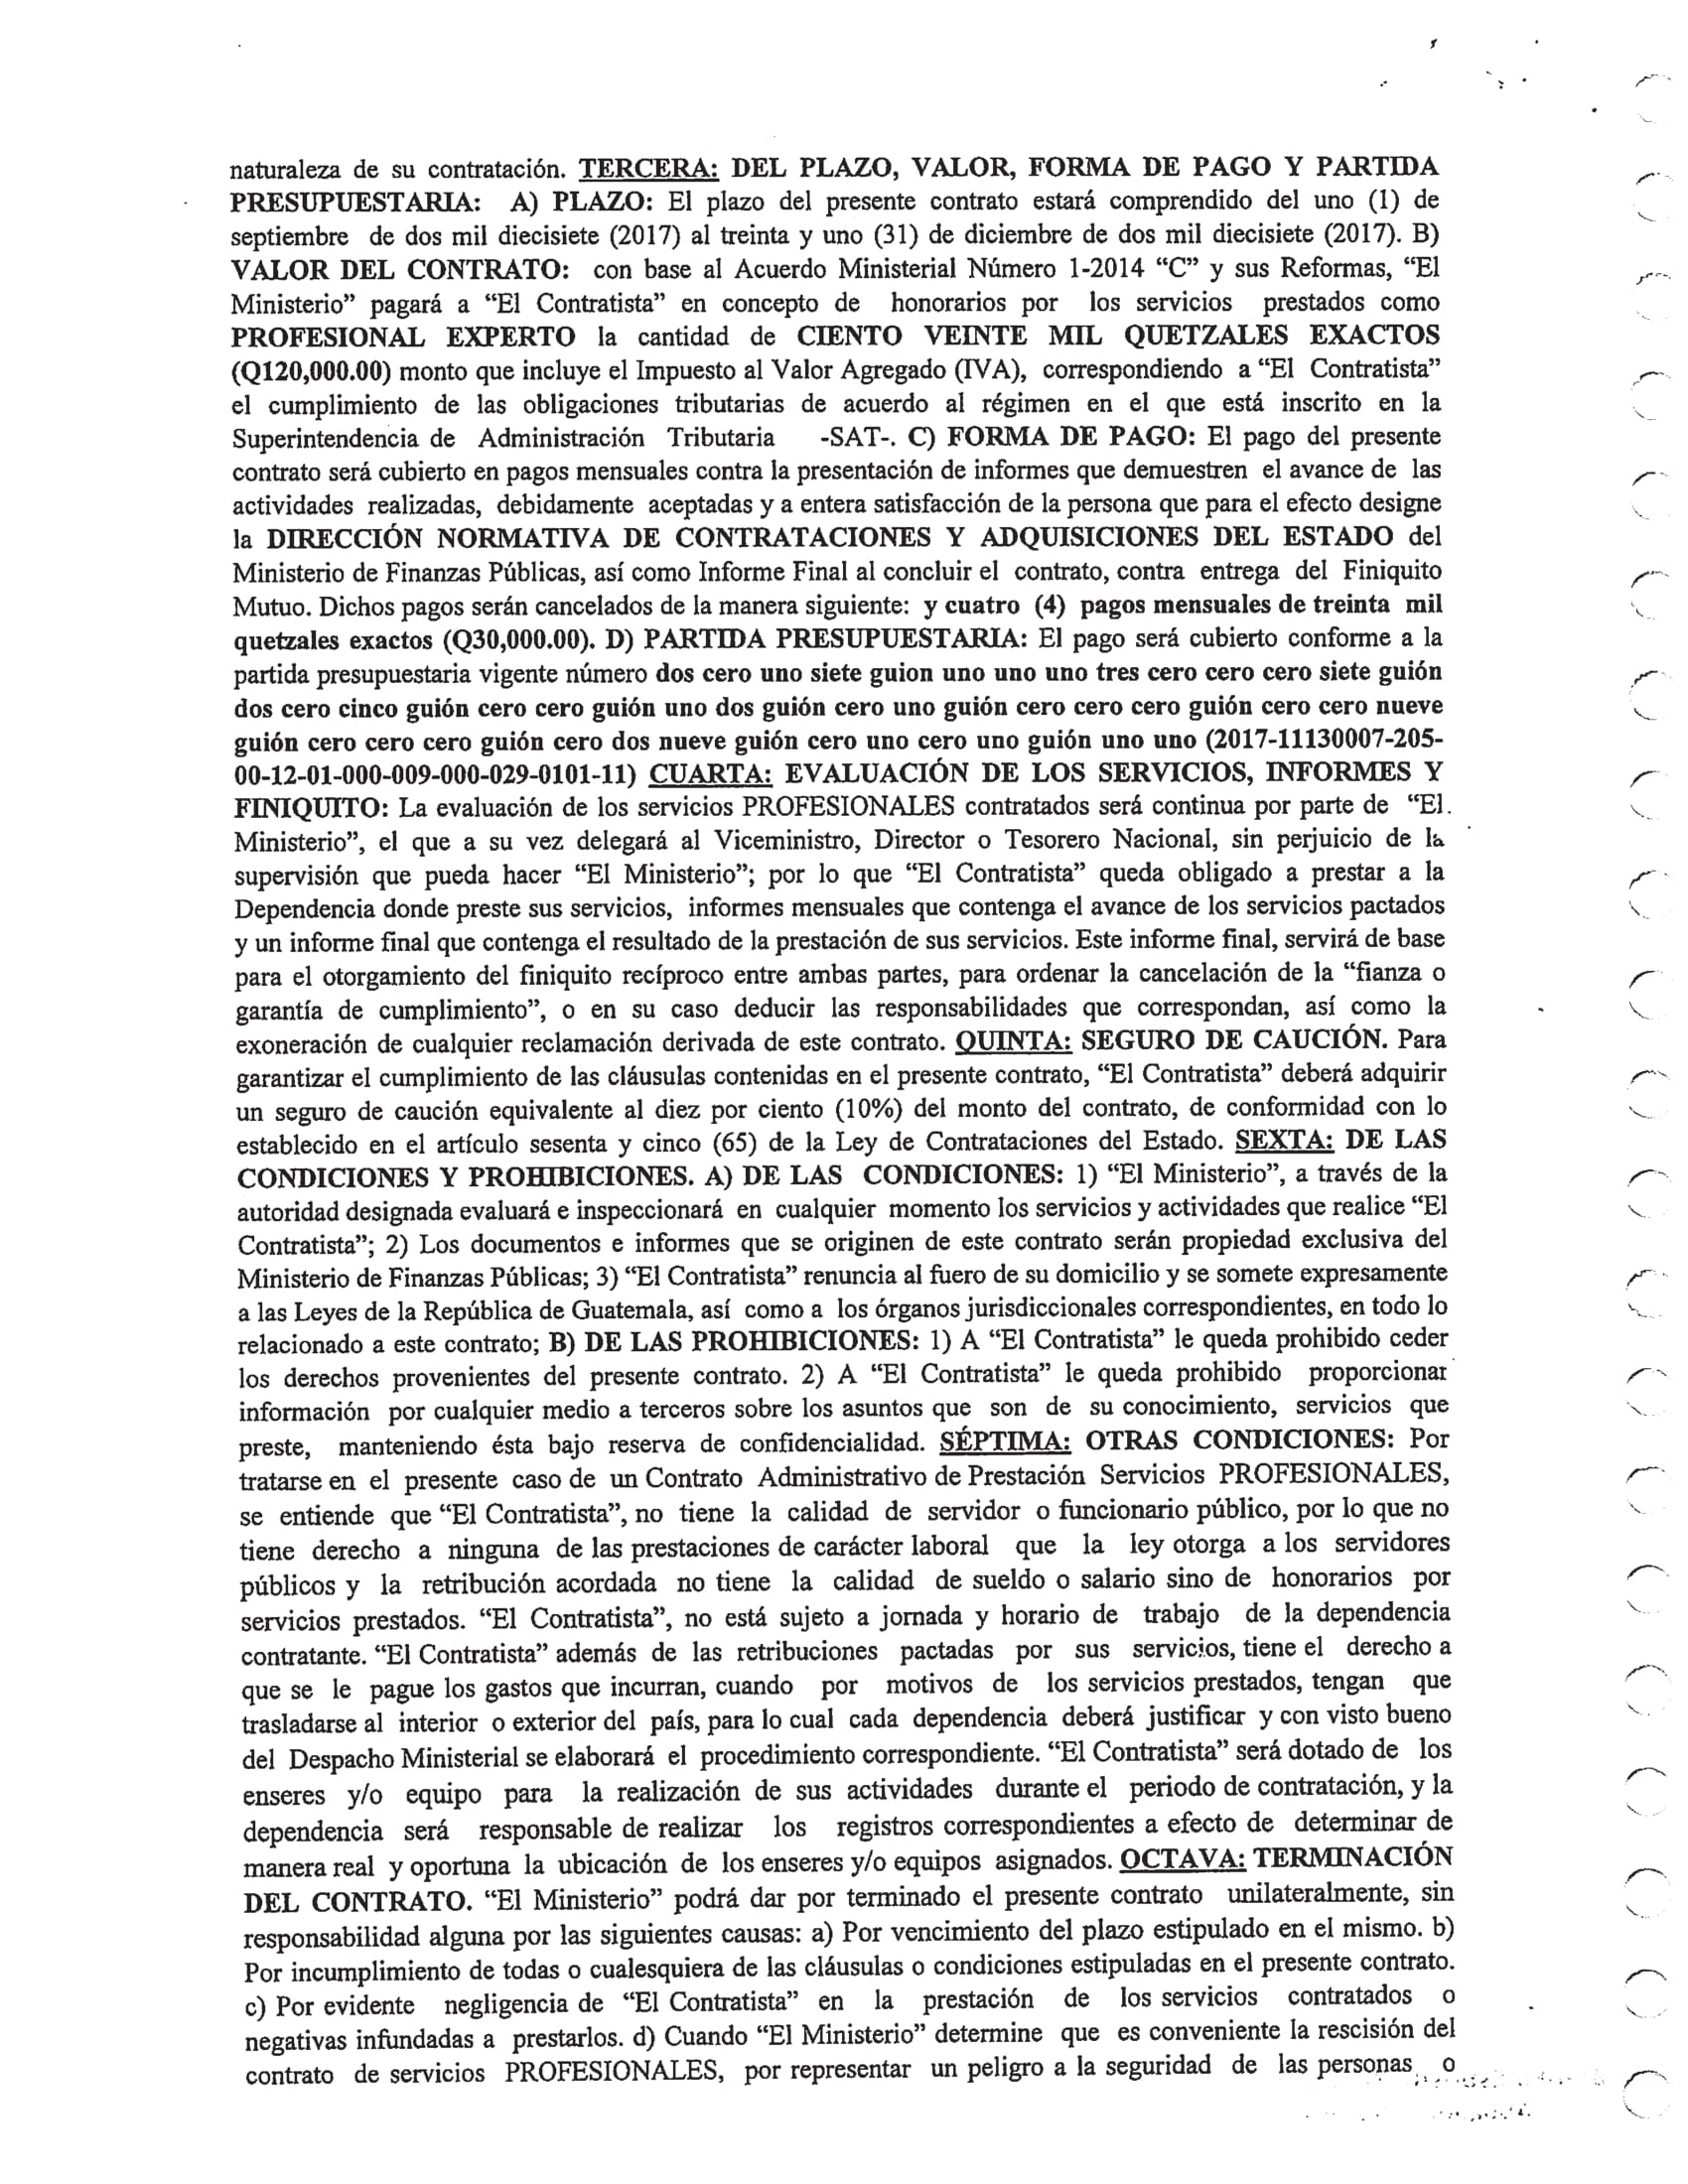 naturaleza de su contratación. TERCERA: DEL PLAZO, VALOR, FORMA DE PAGO Y PARTIDA
PRESUPUESTARIA: A) PLAZO: El plazo del presente contrato estará comprendido del uno (1) de
septiembre de dos mil diecisiete (2017) al treinta y uno (31) de diciembre de dos mil diecisiete (2017). B)
VALOR DEL CONTRATO: con base al Acuerdo Ministerial Número 1-2014 “C” y sus Reformas, “El
Ministerio” pagará a “El Contratista” en concepto de honorarios por los servicios prestados como
PROFESIONAL EXPERTO la cantidad de CIENTO VEINTE MIL QUETZALES EXACTOS
(Q120,000.00) monto que incluye el Impuesto al Valor Agregado (IVA), correspondiendo a “El Contratista”
el cumplimiento de las obligaciones tributarias de acuerdo al régimen en el que está inscrito en la
Superintendencia de Administración Tributaria -SAT-. C) FORMA DE PAGO: El pago del presente
contrato será cubierto en pagos mensuales contra la presentación de informes que demuestren el avance de las
actividades realizadas, debidamente aceptadas y a entera satisfacción de la persona que para el efecto designe
la DIRECCIÓN NORMATIVA DE CONTRATACIONES Y ADQUISICIONES DEL ESTADO del
Ministerio de Finanzas Públicas, así como Informe Final al concluir el contrato, contra entrega del Finiquito
Mutuo. Dichos pagos serán cancelados de la manera siguiente: y cuatro (4) pagos mensuales de treinta mil
quetzales exactos (Q30,000.00). D) PARTIDA PRESUPUESTARIA: El pago será cubierto conforme a la
partida presupuestaria vigente número dos cero uno siete guion uno uno uno tres cero cero cero siete guión
dos cero cinco guión cero cero guión uno dos guión cero uno guión cero cero cero guión cero cero nueve
guión cero cero cero guión cero dos nueve guión cero uno cero uno guión uno uno (2017-11130007-205-
00-12-01-000-009-000-029-0101-11) CUARTA: EVALUACIÓN DE LOS SERVICIOS, INFORMES Y
FINIQUITO: La evaluación de los servicios PROFESIONALES contratados será continua por parte de “El
Ministerio”, el que a su vez delegará al Viceministro, Director o Tesorero Nacional, sin perjuicio de la
supervisión que pueda hacer “El Ministerio”; por lo que “El Contratista” queda obligado a prestar a la
Dependencia donde preste sus servicios, informes mensuales que contenga el avance de los servicios pactados
y un informe final que contenga el resultado de la prestación de sus servicios. Este informe final, servirá de base
para el otorgamiento del finiquito recíproco entre ambas partes, para ordenar la cancelación de la “fianza o
garantía de cumplimiento”, o en su caso deducir las responsabilidades que correspondan, así como la
exoneración de cualquier reclamación derivada de este contrato. QUINTA: SEGURO DE CAUCIÓN. Para
garantizar el cumplimiento de las cláusulas contenidas en el presente contrato, “El Contratista” deberá adquirir
un seguro de caución equivalente al diez por ciento (10%) del monto del contrato, de conformidad con lo
establecido en el artículo sesenta y cinco (65) de la Ley de Contrataciones del Estado. SEXTA: DE LAS
CONDICIONES Y PROHIBICIONES. A) DE LAS CONDICIONES: 1) “El Ministerio”, a través de la
autoridad designada evaluará e inspeccionará en cualquier momento los servicios y actividades que realice “El
Contratista”; 2) Los documentos e informes que se originen de este contrato serán propiedad exclusiva del
Ministerio de Finanzas Públicas; 3) “El Contratista” renuncia al fuero de su domicilio y se somete expresamente
a las Leyes de la República de Guatemala, así como a los órganos jurisdiccionales correspondientes, en todo lo
relacionado a este contrato; B) DE LAS PROHIBICIONES: 1) A “El Contratista” le queda prohibido ceder
los derechos provenientes del presente contrato. 2) A “El Contratista” le queda prohibido proporcionar
información por cualquier medio a terceros sobre los asuntos que son de su conocimiento, servicios que
preste, manteniendo ésta bajo reserva de confidencialidad. SÉPTIMA: OTRAS CONDICIONES: Por
tratarse en el presente caso de un Contrato Administrativo de Prestación Servicios PROFESIONALES,
se entiende que “El Contratista”, no tiene la calidad de servidor o funcionario público, por lo que no
tiene derecho a ninguna de las prestaciones de carácter laboral que la ley otorga a los servidores
públicos y la retribución acordada no tiene la calidad de sueldo o salario sino de honorarios por
servicios prestados. “El Contratista”, no está sujeto a jornada y horario de trabajo de la dependencia
contratante. “El Contratista” además de las retribuciones pactadas por sus servicios, tiene el derecho a
que se le pague los gastos que incurran, cuando por motivos de los servicios prestados, tengan que
trasladarse al interior o exterior del país, para lo cual cada dependencia deberá justificar y con visto bueno
del Despacho Ministerial se elaborará el procedimiento correspondiente. “El Contratista” será dotado de los
enseres y/o equipo para la realización de sus actividades durante el periodo de contratación, y la
dependencia será responsable de realizar los registros correspondientes a efecto de determinar de
manera real y oportuna la ubicación de los enseres y/o equipos asignados. OCTAVA: TERMINACIÓN
DEL CONTRATO. “El Ministerio” podrá dar por terminado el presente contrato unilateralmente, sin
responsabilidad alguna por las siguientes causas: a) Por vencimiento del plazo estipulado en el mismo. b)
Por incumplimiento de todas o cualesquiera de las cláusulas o condiciones estipuladas en el presente contrato.
c) Por evidente negligencia de “El Contratista” en la prestación de los servicios contratados o
negativas infundadas a prestarlos. d) Cuando “El Ministerio” determine que es conveniente la rescisión del
contrato de servicios PROFESIONALES, por representar un peligro a la seguridad de las personas o